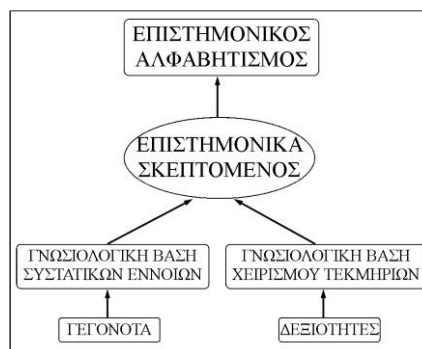 ΕΠΙΣΤΗΜΟΝΙΚΟΣ
ΑΛΦΑΒΗΤΙΣΜΟΣ
ΕΠΙΣΤΗΜΟΝΙΚΑ
ΣΚΕΠΤΟΜΕΝΟΣ
ΓΝΩΣΙΟΛΟΓΙΚΗ ΒΑΣΗ
ΣΥΣΤΑΤΙΚΩΝ ΕΝΝΟΙΩΝ
ΓΝΩΣΙΟΛΟΓΙΚΗ ΒΑΣΗ
ΧΕΙΡΙΣΜΟΥ ΤΕΚΜΗΡΙΩΝ
ΓΕΓΟΝΟΤΑ
ΔΕΞΙΟΤΗΤΕΣ